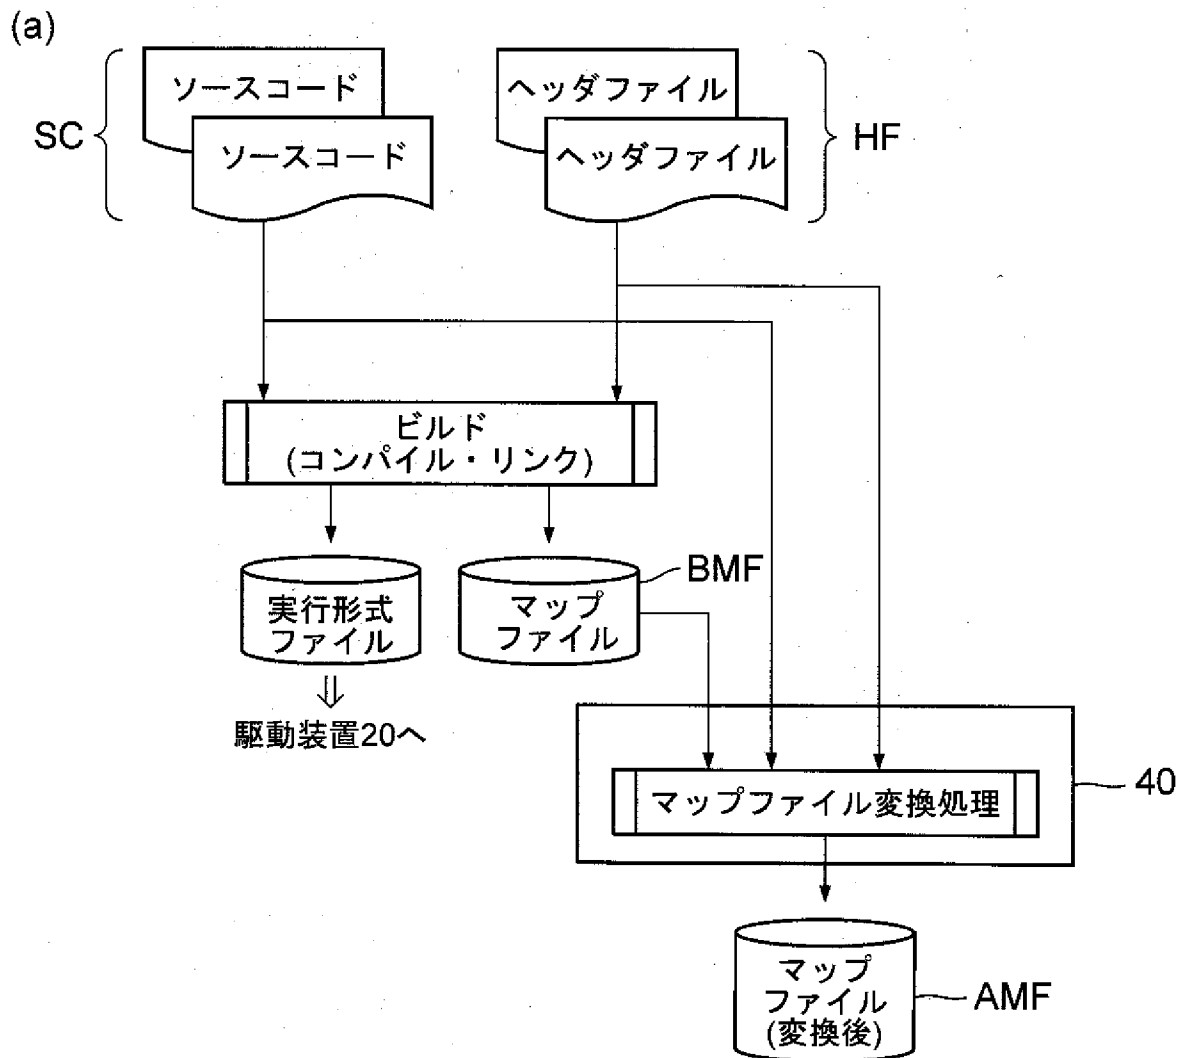 (a)
SC
ソースコード
ソースコード
ヘッダファイル
ヘッダファイル
HF
ビルド
(コンパイル・リンク)
実行形式
ファイル
マップ
ファイル
BMF
駆動装置20へ
マップファイル変換処理
40
マップ
ファイル
(変換後)
AMF